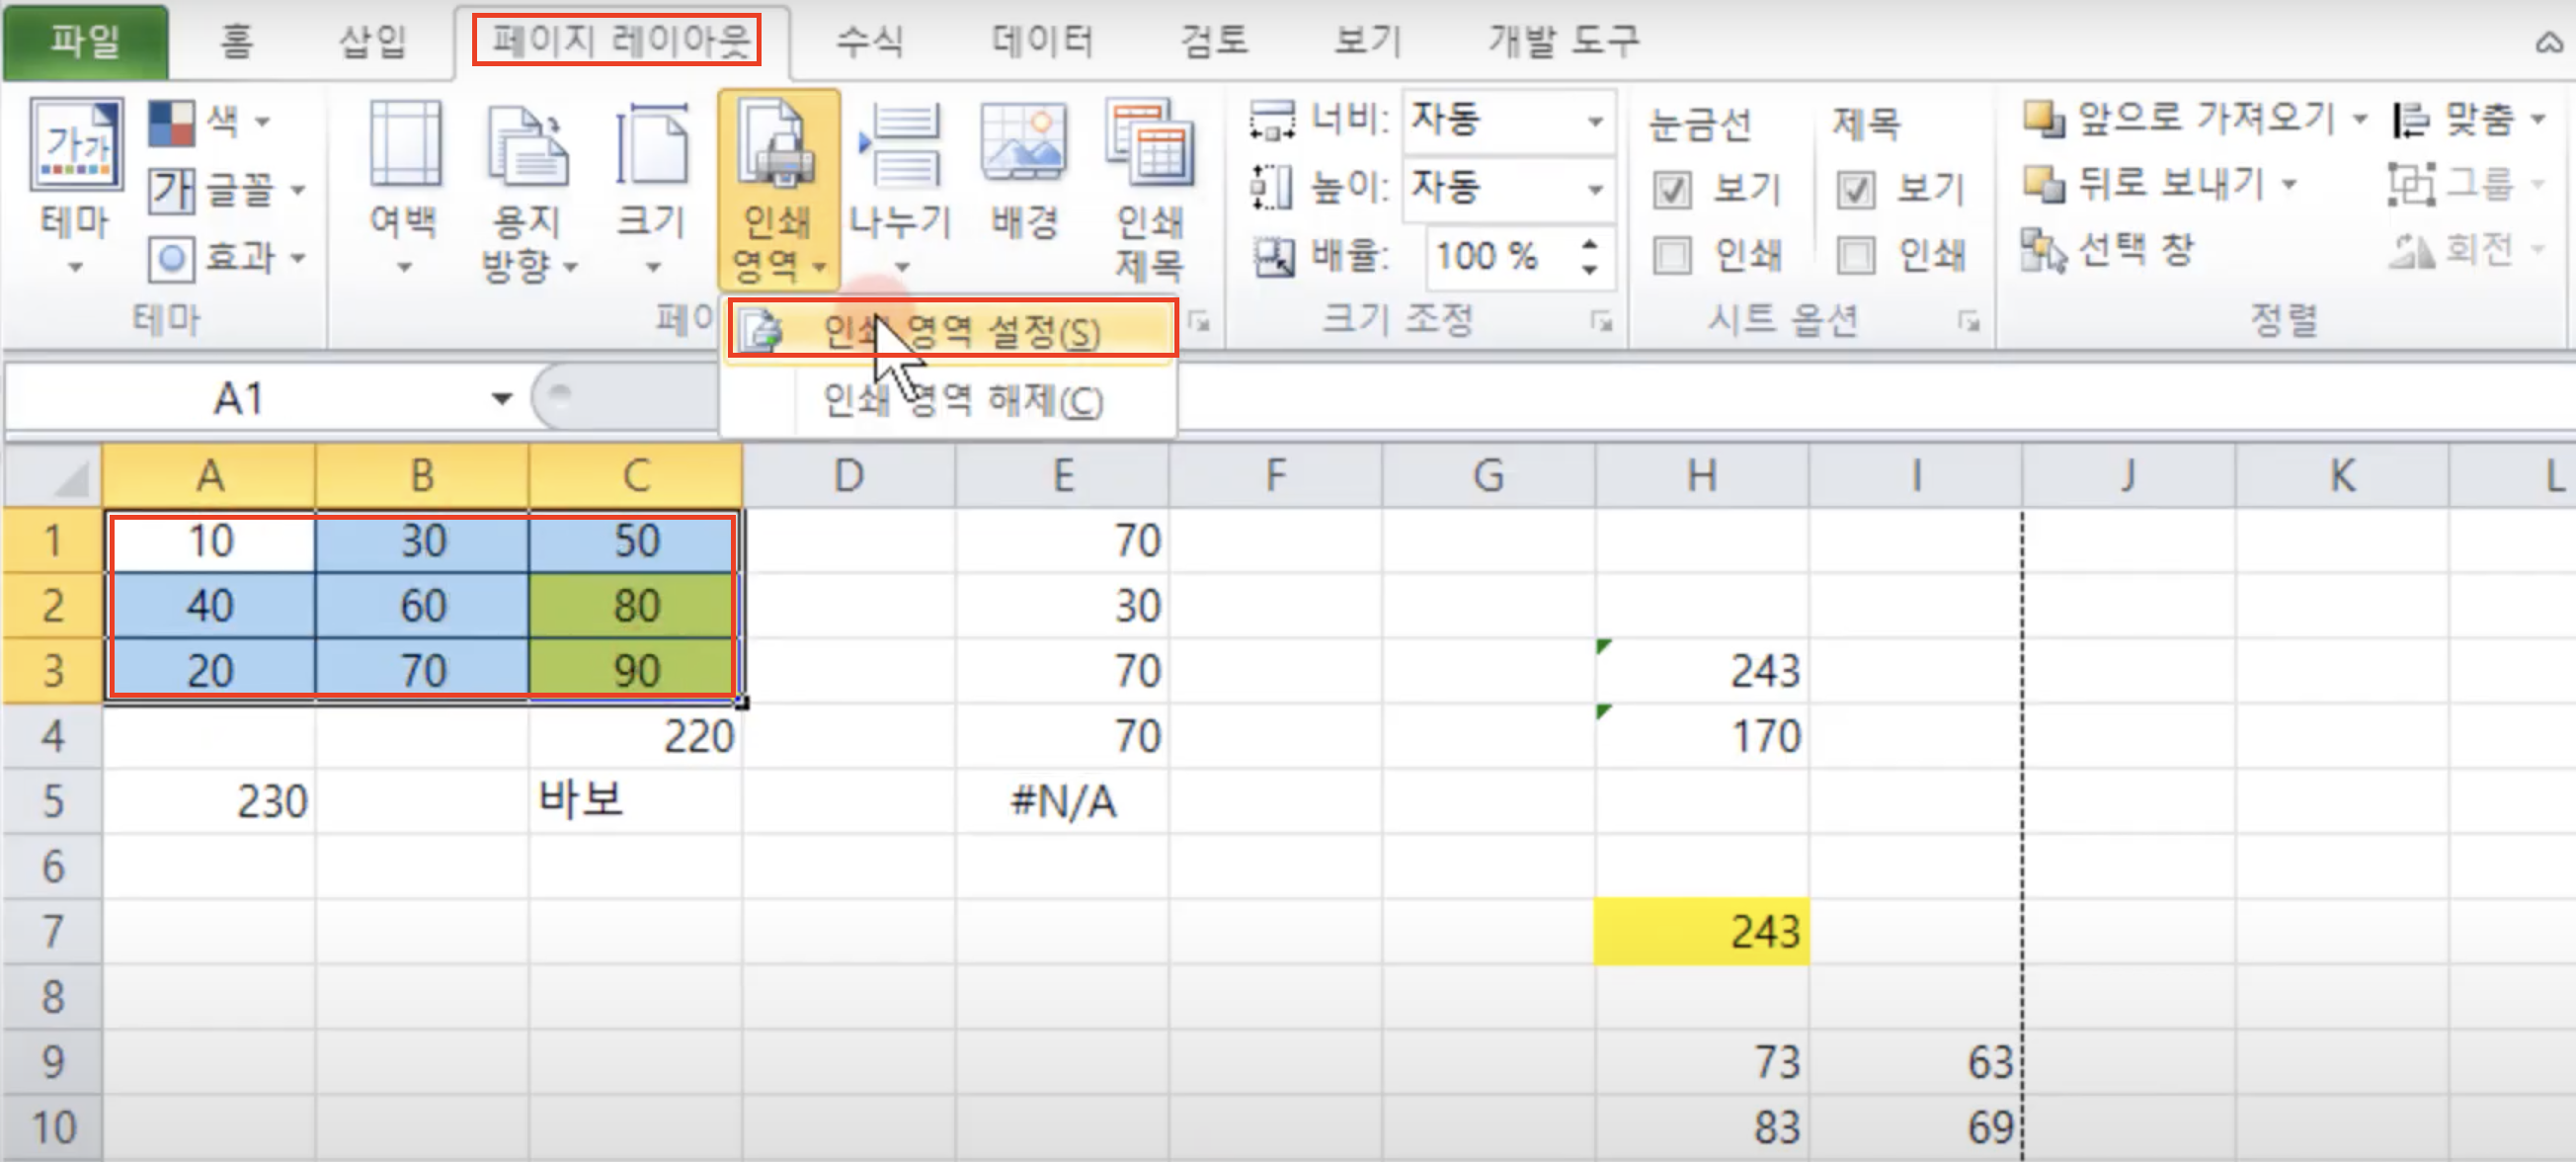 파일 홈 삽입 페이지 레이아웃 수식 데이터 검토 보기 개발 도구
가가 테마
색
가 글꼴
효과
테마
여백
용지 방향
크기
인쇄 영역
나누기
배경
인쇄 제목
페이
너비: 자동
높이: 자동
배율: 100 %
크기 조정
눈금선 제목
보기 보기
인쇄 인쇄
시트 옵션
앞으로 가져오기 맞춤
뒤로 보내기 그룹
선택 창 회전
정렬
인쇄 영역 설정(S)
인쇄 영역 해제(C)
A1
A B C D E F G H I J K L
1 10 30 50 70
2 40 60 80 30
3 20 70 90 70 243
4 220 70 170
5 230 바보 #N/A
6
7 243
8
9 73 63
10 83 69